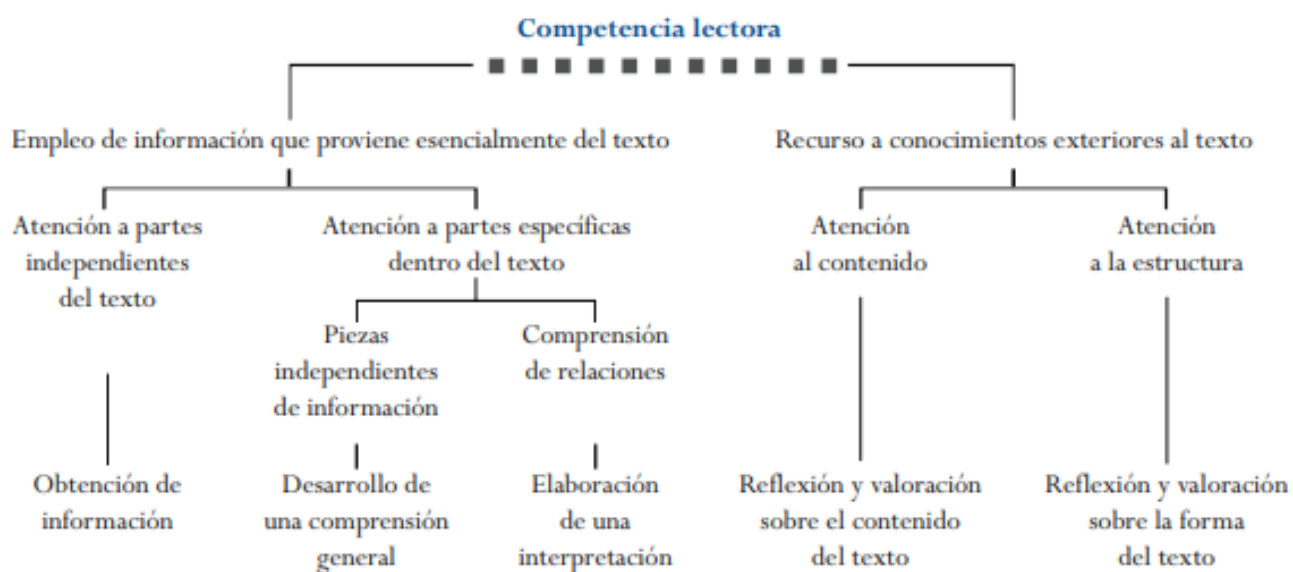 Competencia lectora
Empleo de información que proviene esencialmente del texto
Recurso a conocimientos exteriores al texto
Atención a partes
independientes
del texto
Atención a partes específicas
dentro del texto
Atención
al contenido
Atención
a la estructura
Piezas
independientes
de información
Comprensión
de relaciones
Obtención de
información
Desarrollo de
una comprensión
general
Elaboración
de una
interpretación
Reflexión y valoración
sobre el contenido
del texto
Reflexión y valoración
sobre la forma
del texto